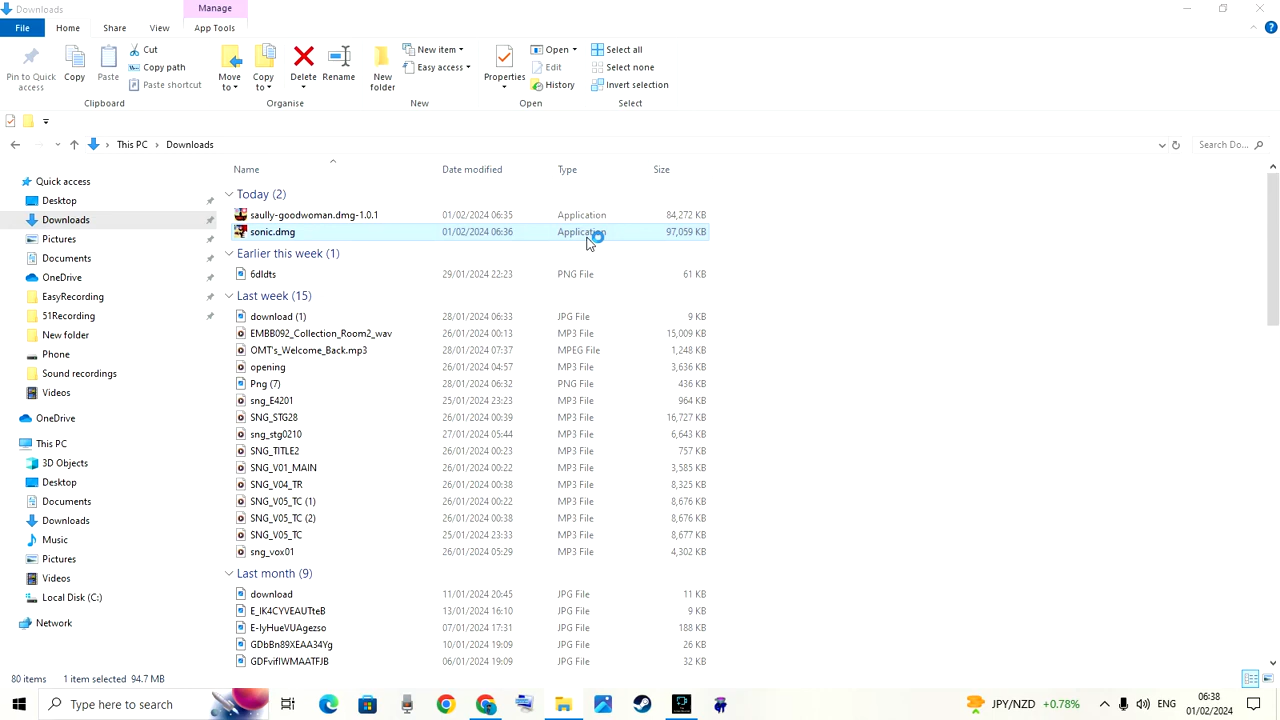 Downloads
Manage
File
Home
Share
View
App Tools
Pin to Quick access
Copy
Paste
Cut
Copy path
Paste shortcut
Clipboard
Move to
Copy to
Delete
Rename
Organise
New folder
New item
Easy access
New
Properties
Open
Edit
History
Open
Select all
Select none
Invert selection
Select
This PC > Downloads
Search Do...
Name Date modified Type Size
Today (2)
saully-goodwoman.dmg-1.0.1 01/02/2024 06:35 Application 84,272 KB
sonic.dmg 01/02/2024 06:36 Application 97,059 KB
Earlier this week (1)
6dldts 29/01/2024 22:23 PNG File 61 KB
Last week (15)
download (1) 28/01/2024 06:33 JPG File 9 KB
EMBB092_Collection_Room2_wav 26/01/2024 00:13 MP3 File 15,009 KB
OMT's_Welcome_Back.mp3 28/01/2024 07:37 MPEG File 1,248 KB
opening 26/01/2024 04:57 MP3 File 3,636 KB
Png (7) 28/01/2024 06:32 PNG File 436 KB
sng_E4201 25/01/2024 23:23 MP3 File 964 KB
SNG_STG28 26/01/2024 00:39 MP3 File 16,727 KB
sng_stg0210 27/01/2024 05:44 MP3 File 6,643 KB
SNG_TITLE2 26/01/2024 00:23 MP3 File 757 KB
SNG_V01_MAIN 26/01/2024 00:22 MP3 File 3,585 KB
SNG_V04_TR 26/01/2024 00:38 MP3 File 8,325 KB
SNG_V05_TC (1) 26/01/2024 00:22 MP3 File 8,676 KB
SNG_V05_TC (2) 26/01/2024 00:38 MP3 File 8,676 KB
SNG_V05_TC 25/01/2024 23:33 MP3 File 8,677 KB
sng_vox01 26/01/2024 05:29 MP3 File 4,302 KB
Last month (9)
download 11/01/2024 20:45 JPG File 11 KB
E_IK4CYVEAUTteB 13/01/2024 16:10 JPG File 9 KB
E-IyHueVUAgezso 07/01/2024 17:31 JPG File 188 KB
GDbBn89XEAA34Yg 10/01/2024 19:09 JPG File 26 KB
GDFvifIWMAATFJB 06/01/2024 19:09 JPG File 32 KB
Quick access
Desktop
Downloads
Pictures
Documents
OneDrive
EasyRecording
51Recording
New folder
Phone
Sound recordings
Videos
OneDrive
This PC
3D Objects
Desktop
Documents
Downloads
Music
Pictures
Videos
Local Disk (C:)
Network
80 items 1 item selected 94.7 MB
Type here to search
JPY/NZD +0.78%
ENG
06:38
01/02/2024